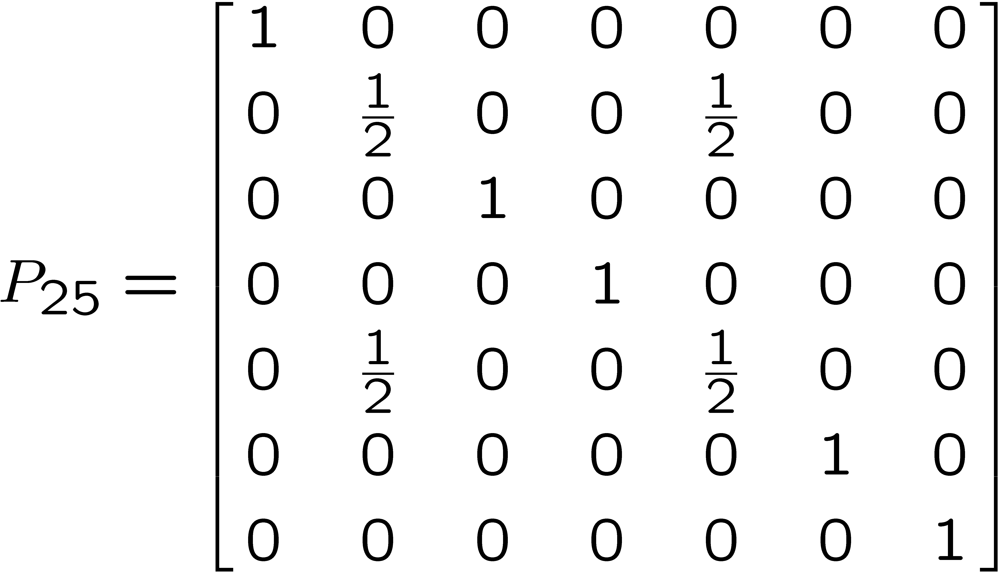 1 0 0 0 0 0 0
0 1/2 0 0 1/2 0 0
0 0 1 0 0 0 0
P25 = 0 0 0 1 0 0 0
0 1/2 0 0 1/2 0 0
0 0 0 0 0 1 0
0 0 0 0 0 0 1